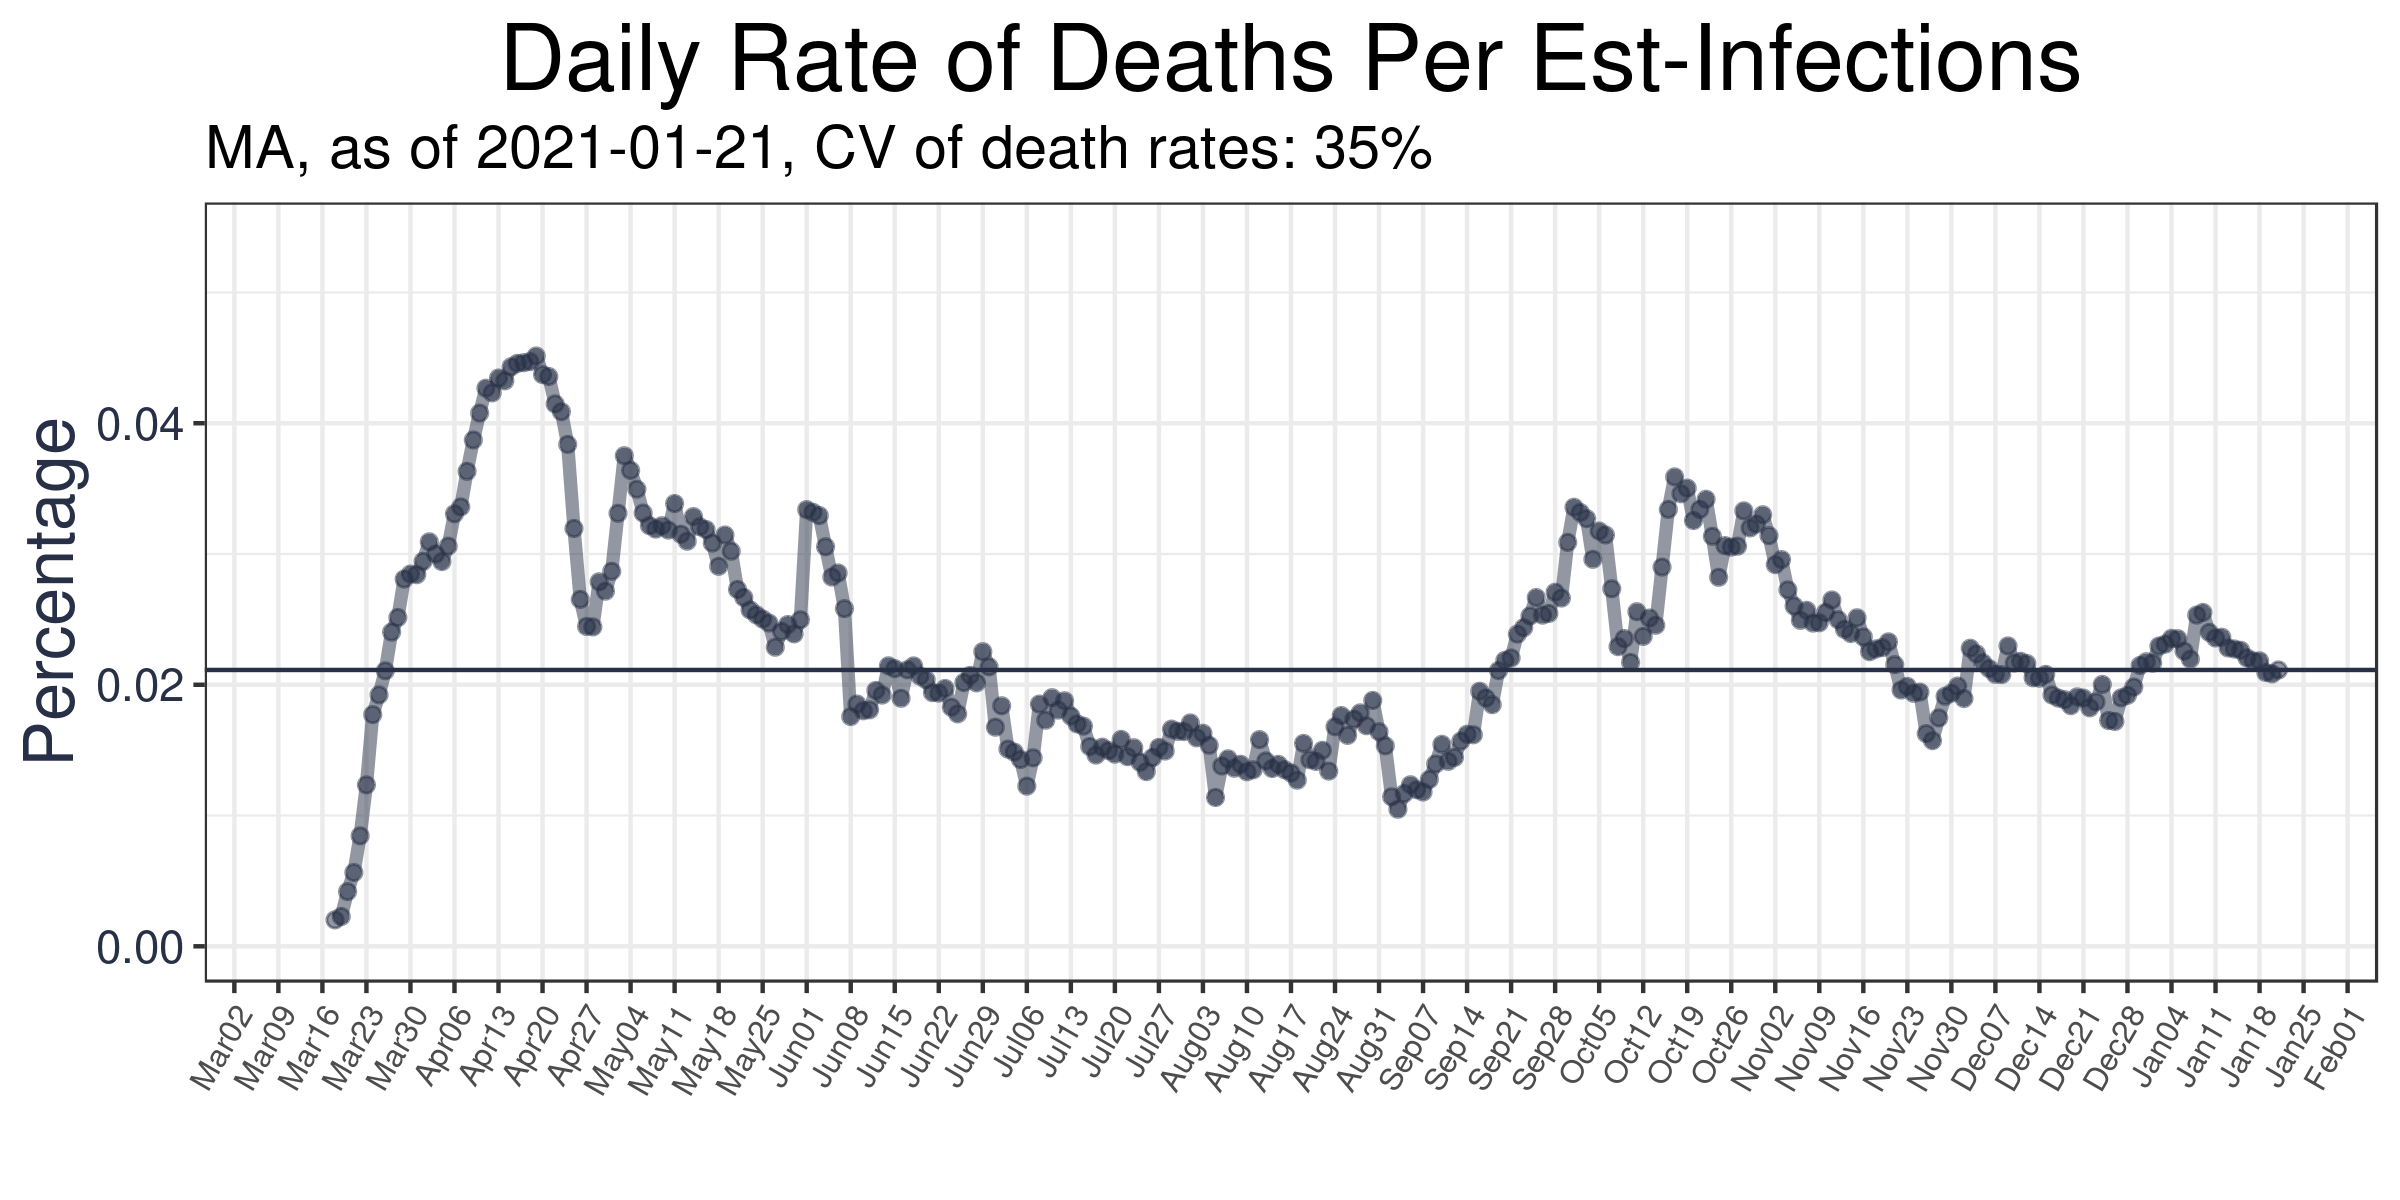 Daily Rate of Deaths Per Est-Infections
MA, as of 2021-01-21, CV of death rates: 35%
Percentage
0.04
0.02
0.00
Mar02
Mar09
Mar16
Mar23
Mar30
Apr06
Apr13
Apr20
Apr27
May04
May11
May18
May25
Jun01
Jun08
Jun15
Jun22
Jun29
Jul06
Jul13
Jul20
Jul27
Aug03
Aug10
Aug17
Aug24
Aug31
Sep07
Sep14
Sep21
Sep28
Oct05
Oct12
Oct19
Oct26
Nov02
Nov09
Nov16
Nov23
Nov30
Dec07
Dec14
Dec21
Dec28
Jan04
Jan11
Jan18
Jan25
Feb01